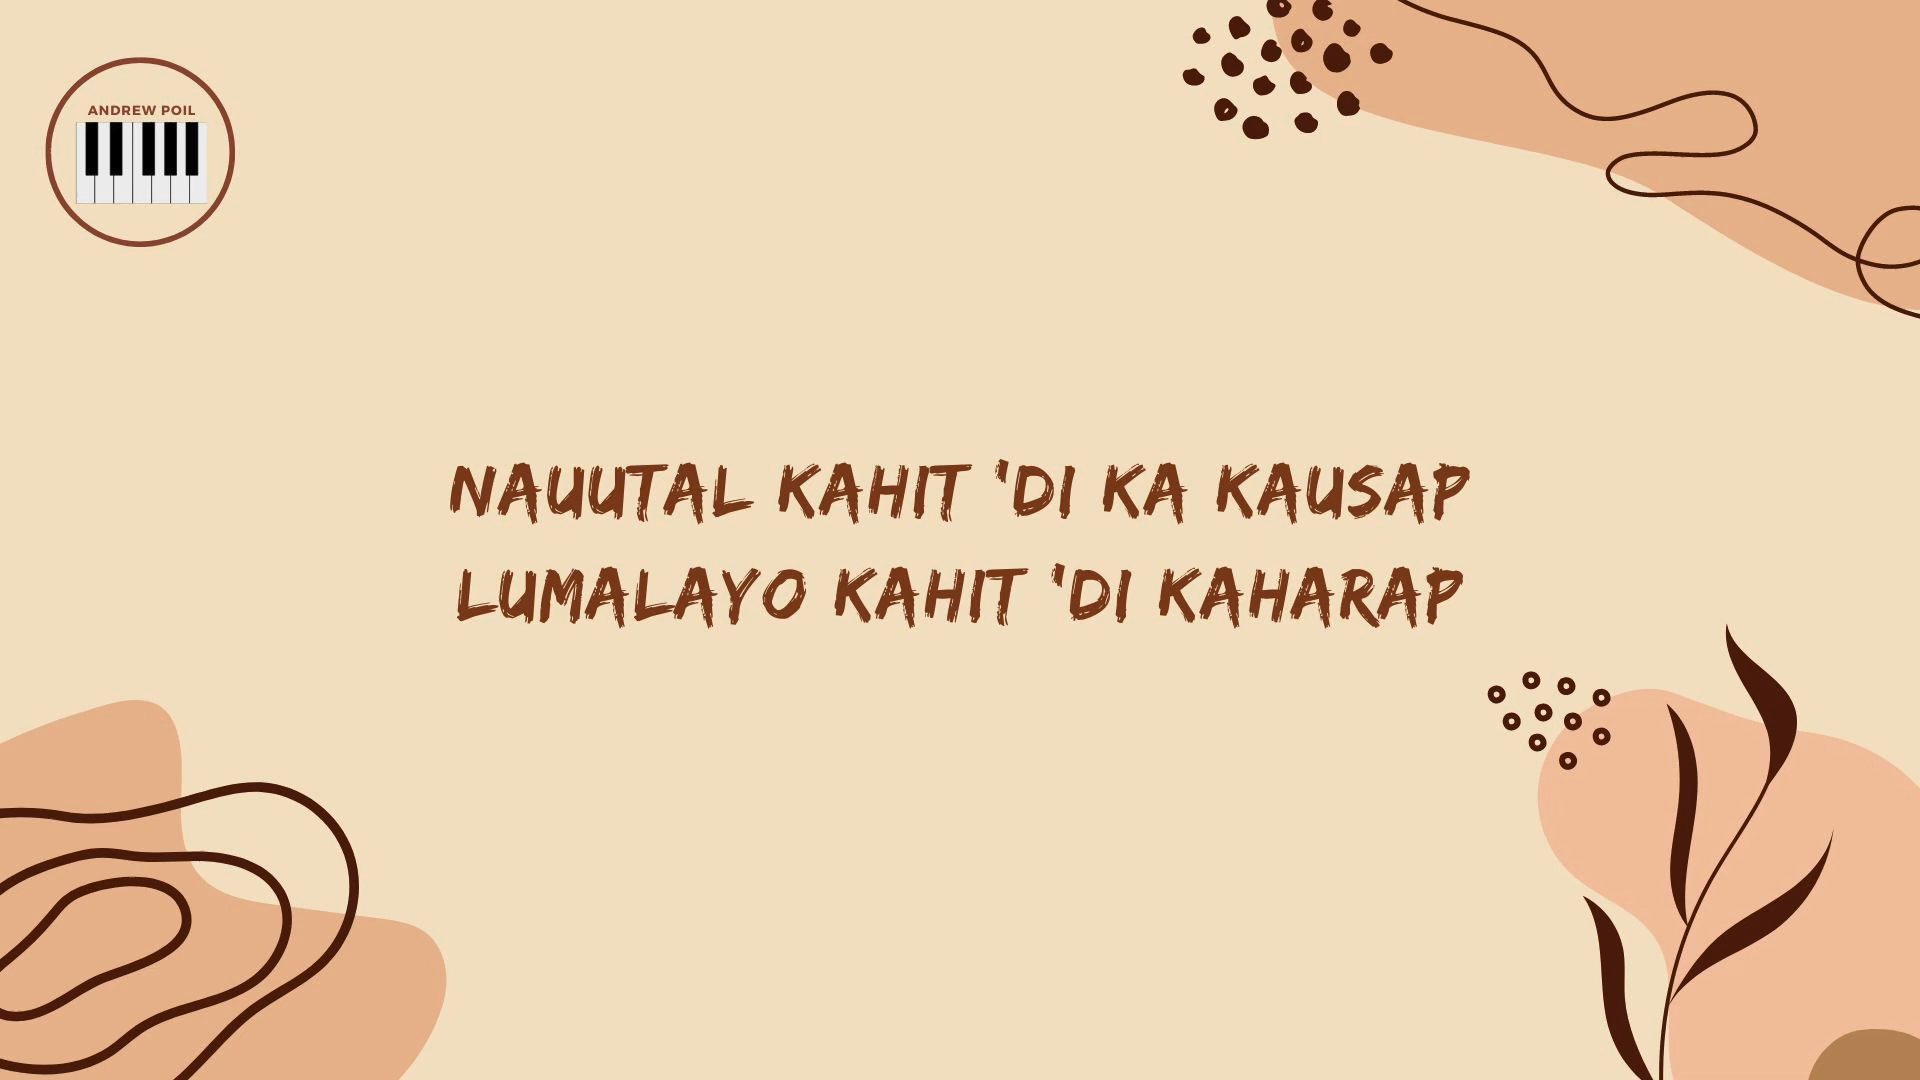 ANDREW POIL
NAUUTAL KAHIT 'DI KA KAUSAP
LUMALAYO KAHIT 'DI KAHARAP